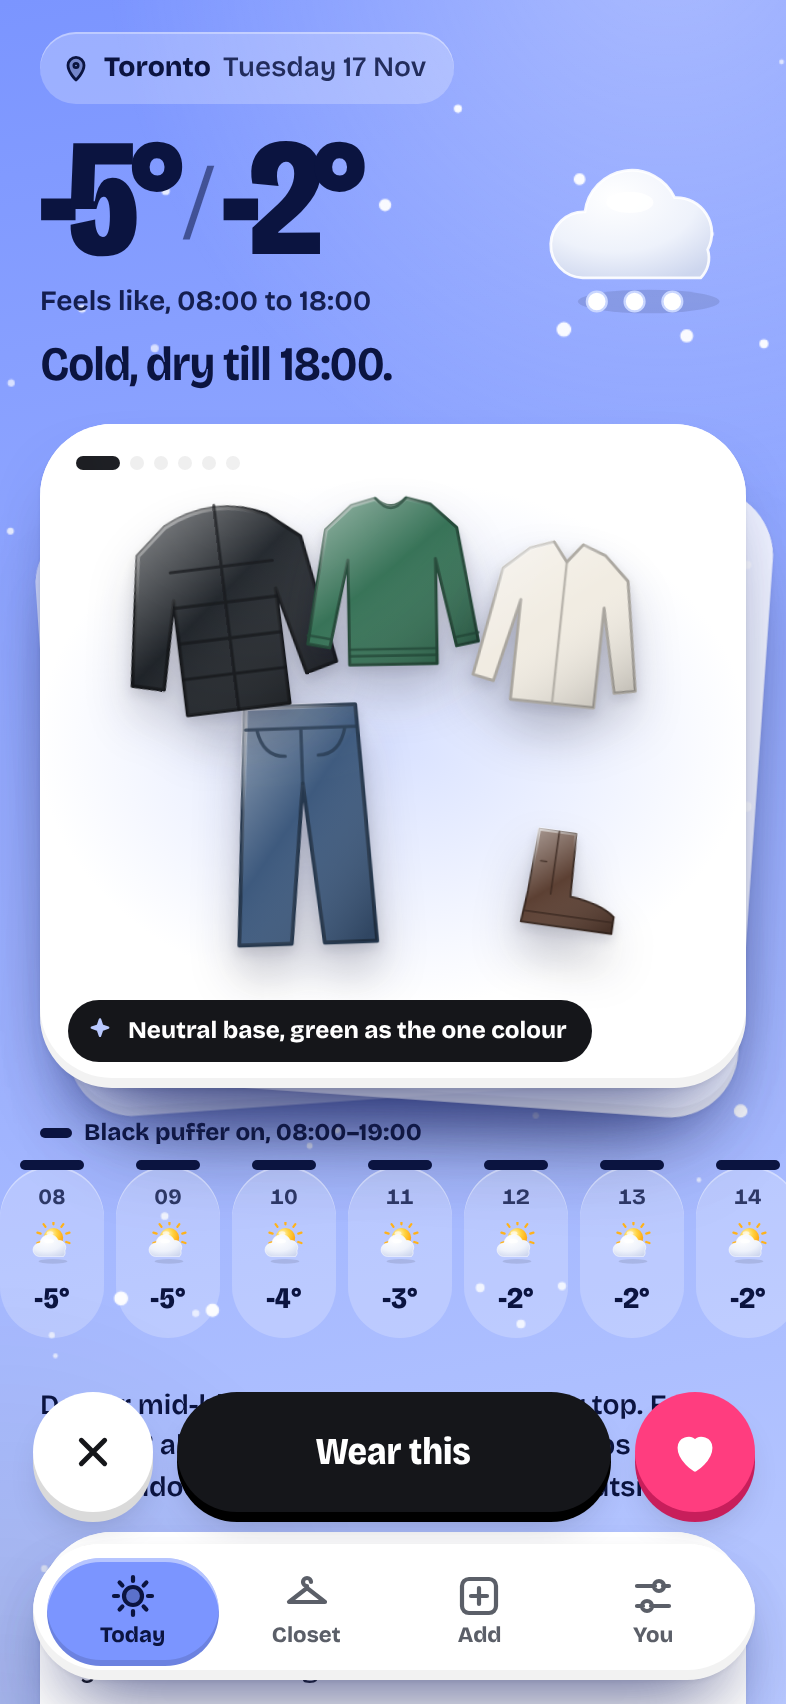 Toronto Tuesday 17 Nov
-5°/-2°
Feels like, 08:00 to 18:00
Cold, dry till 18:00.
Neutral base, green as the one colour
Black puffer on, 08:00–19:00
08 09 10 11 12 13 14
-5° -5° -4° -3° -2° -2° -2°
top.
Wear this
Today Closet Add You